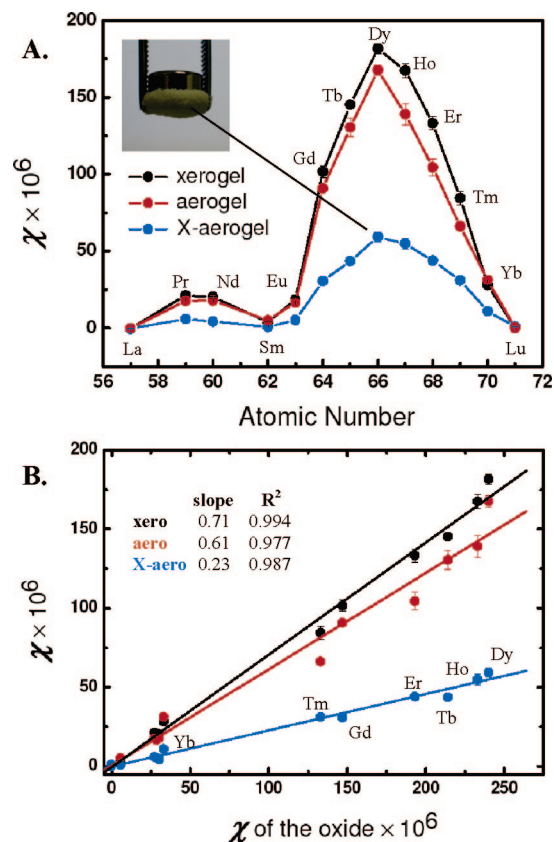 A.
200
150
100
50
0
χ × 10⁶
xerogel
aerogel
X-aerogel
La
Pr
Nd
Sm
Eu
Gd
Tb
Dy
Ho
Er
Tm
Yb
Lu
56 58 60 62 64 66 68 70 72
Atomic Number
B.
200
150
100
50
0
χ × 10⁶
slope R²
xero 0.71 0.994
aero 0.61 0.977
X-aero 0.23 0.987
Yb
Tm
Gd
Er
Tb
Ho
Dy
0 50 100 150 200 250
χ of the oxide × 10⁶